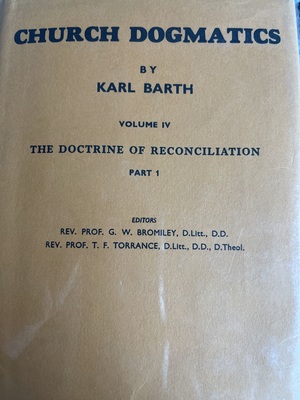 CHURCH DOGMATICS
BY
KARL BARTH
VOLUME IV
THE DOCTRINE OF RECONCILIATION
PART 1
EDITORS
REV. PROF. G. W. BROMILEY, D.Litt., D.D.
REV. PROF. T. F. TORRANCE, D.Litt., D.D., D.Theol.